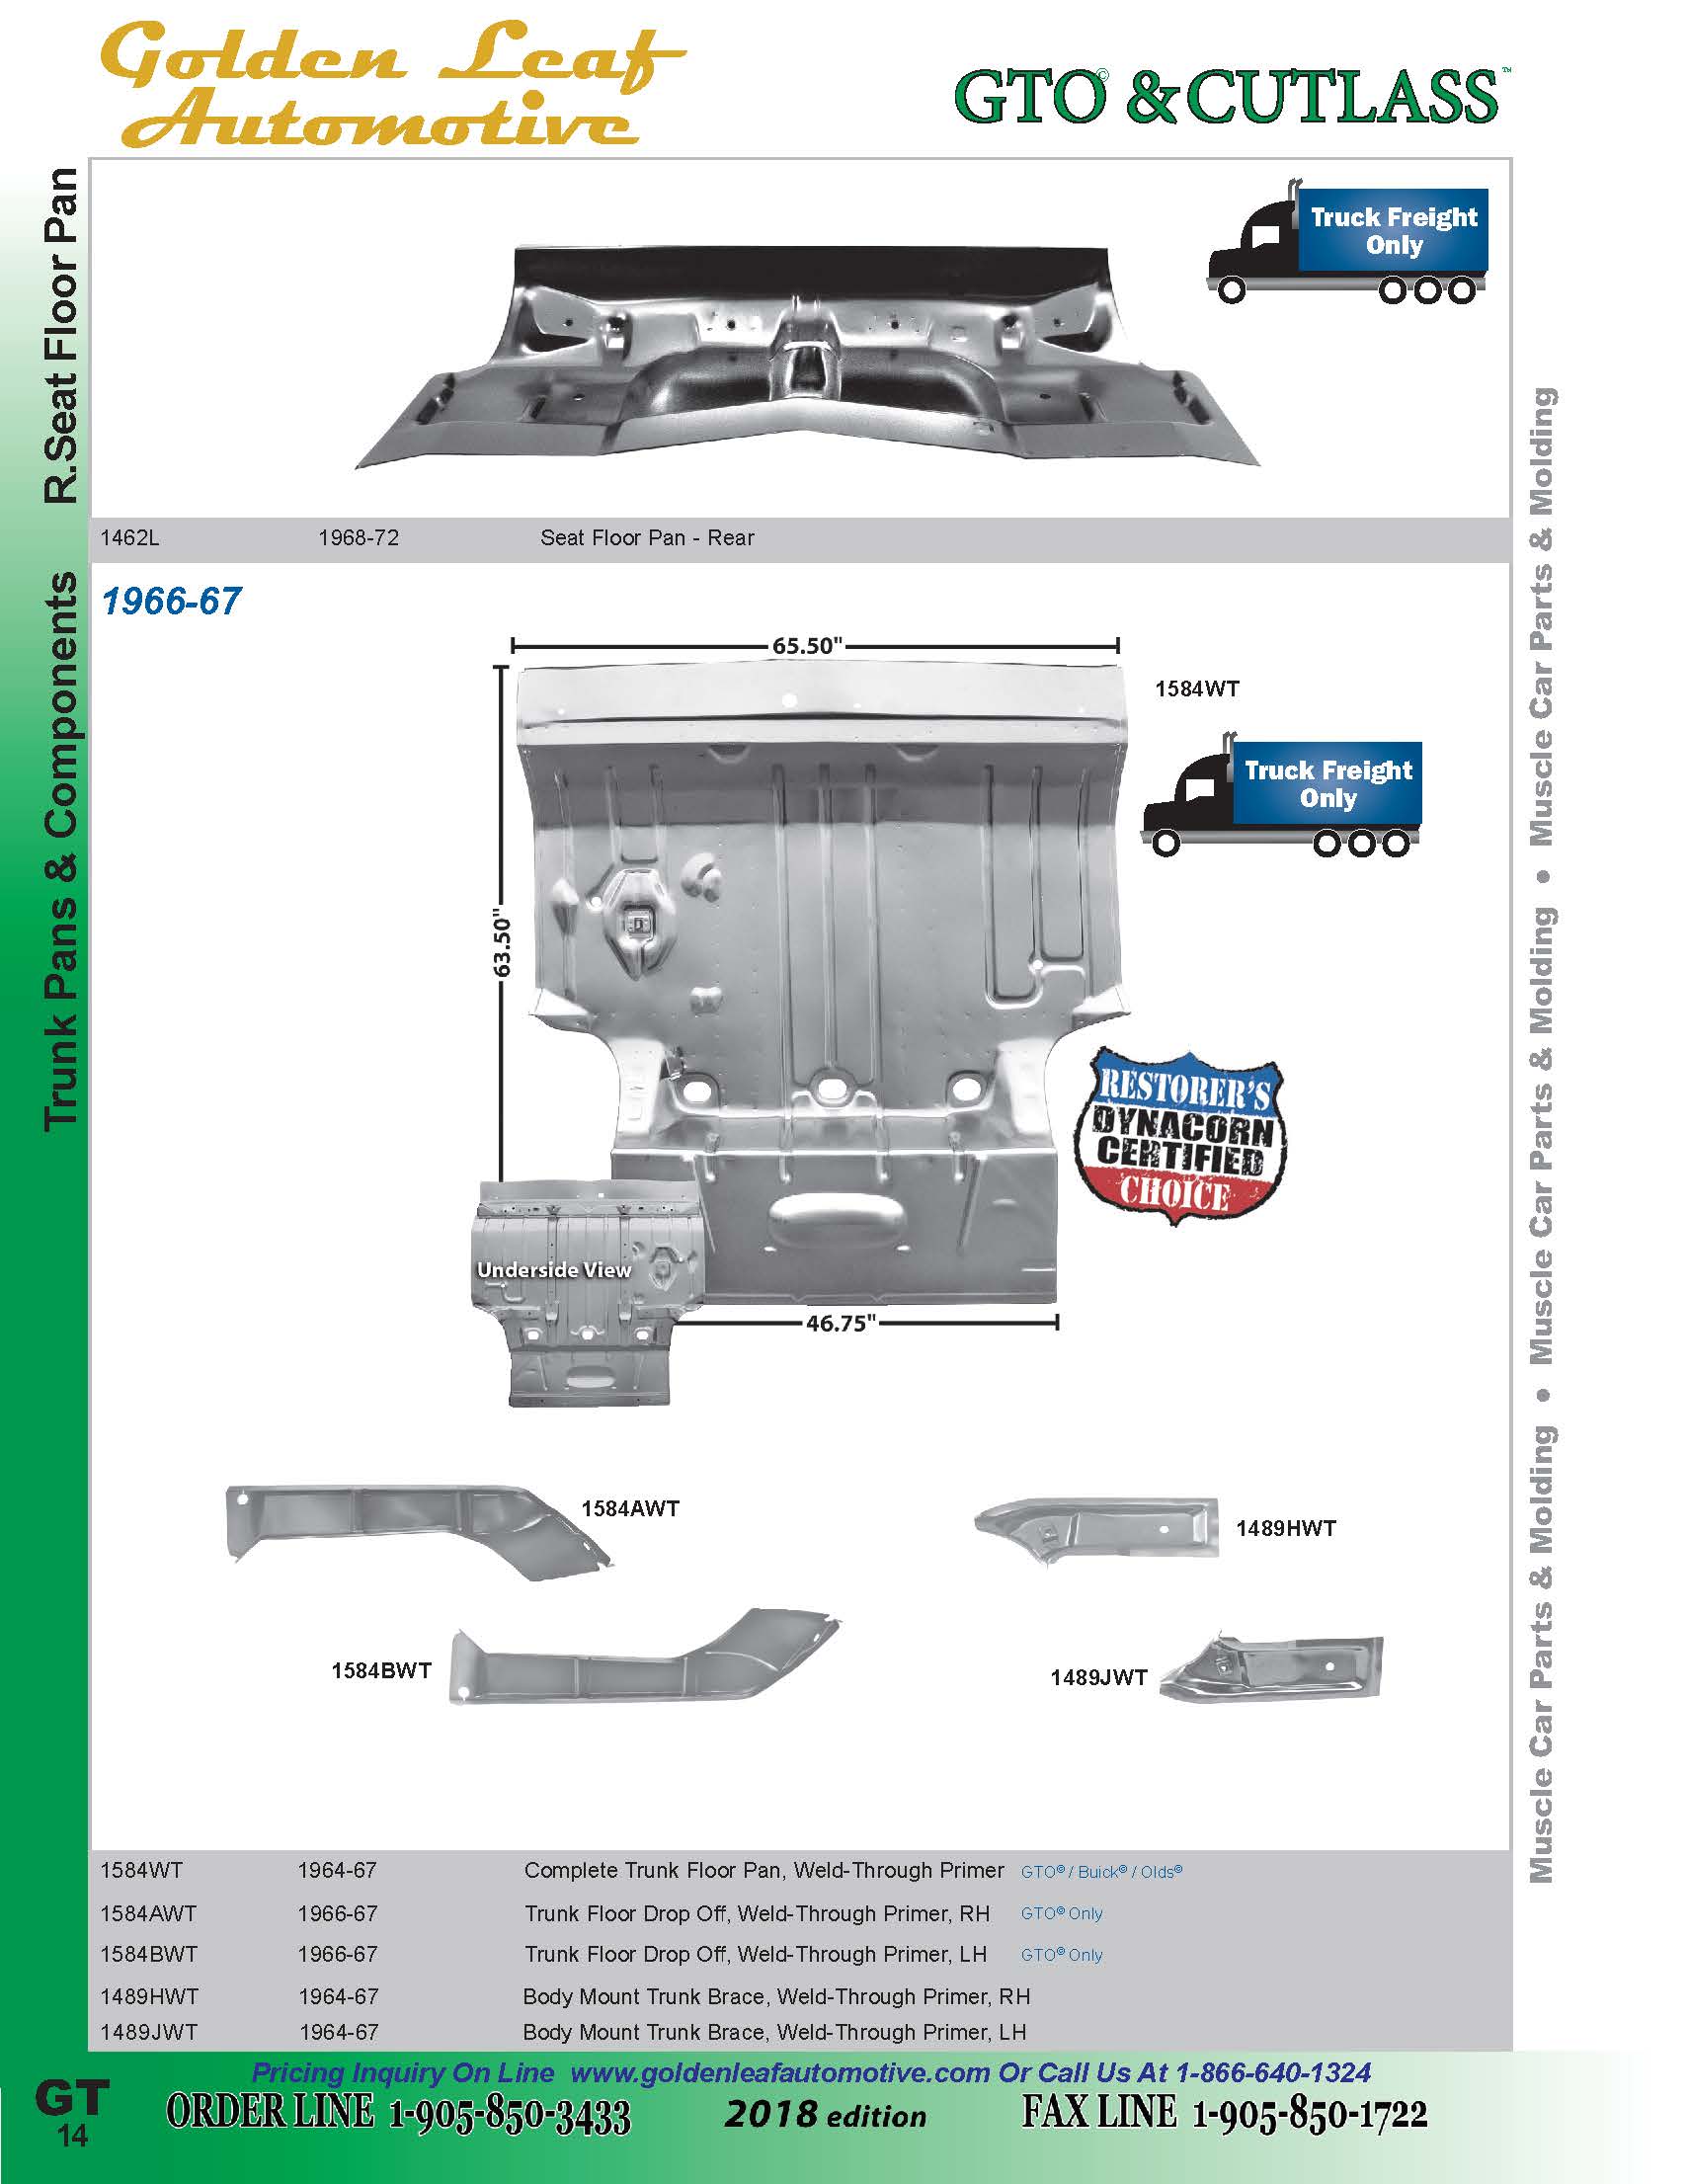 Golden Leaf
Automotive
GTO© & CUTLASS™
R.Seat Floor Pan
Truck Freight
Only
1462L 1968-72 Seat Floor Pan - Rear
Trunk Pans & Components
1966-67
65.50"
1584WT
Truck Freight
Only
63.50"
RESTORER'S
DYNACORN
CERTIFIED
CHOICE
Underside View
46.75"
1584AWT
1489HWT
1584BWT
1489JWT
Muscle Car Parts & Molding • Muscle Car Parts & Molding • Muscle Car Parts & Molding
1584WT 1964-67 Complete Trunk Floor Pan, Weld-Through Primer GTO® / Buick® / Olds®
1584AWT 1966-67 Trunk Floor Drop Off, Weld-Through Primer, RH GTO® Only
1584BWT 1966-67 Trunk Floor Drop Off, Weld-Through Primer, LH GTO® Only
1489HWT 1964-67 Body Mount Trunk Brace, Weld-Through Primer, RH
1489JWT 1964-67 Body Mount Trunk Brace, Weld-Through Primer, LH
Pricing Inquiry On Line www.goldenleafautomotive.com Or Call Us At 1-866-640-1324
GT
14
ORDER LINE 1-905-850-3433 2018 edition FAX LINE 1-905-850-1722